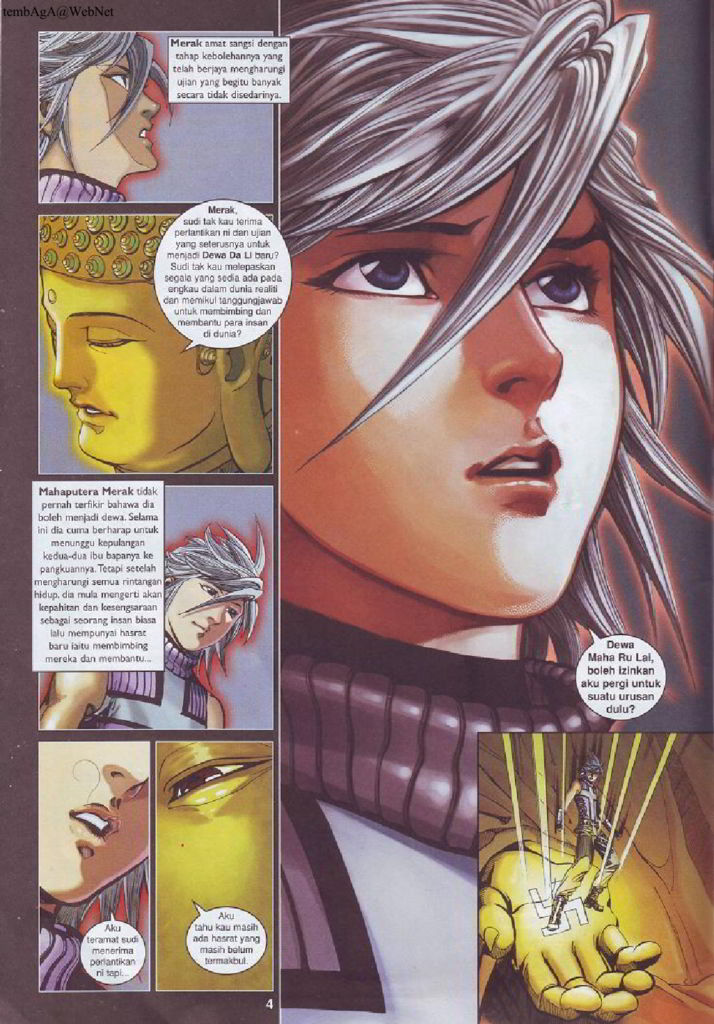 tembAgA@WebNet
Merak amat sangsi dengan
tahap kebolehannya yang
telah berjaya mengharungi
ujian yang begitu banyak
secara tidak disedarinya.
Merak,
sudi tak kau terima
perlantikan ni dan ujian
yang seterusnya untuk
menjadi Dewa Da Li baru?
Sudi tak kau melepaskan
segala yang sedia ada pada
engkau dalam dunia realiti
dan memikul tanggungjawab
untuk membimbing dan
membantu para insan
di dunia?
Mahaputera Merak tidak
pernah terfikir bahawa dia
boleh menjadi dewa. Selama
ini dia cuma berharap untuk
menunggu kepulangan
kedua-dua ibu bapanya ke
pangkuannya. Tetapi setelah
mengharungi semua rintangan
hidup, dia mula mengerti akan
kepahitan dan kesengsaraan
sebagai seorang insan biasa
lalu mempunyai hasrat
baru iaitu membimbing
mereka dan membantu...
Aku
teramat sudi
menerima
perlantikan
ni tapi...
Aku
tahu kau masih
ada hasrat yang
masih belum
termakbul.
Dewa
Maha Ru Lai,
boleh izinkan
aku pergi untuk
suatu urusan
dulu?
4